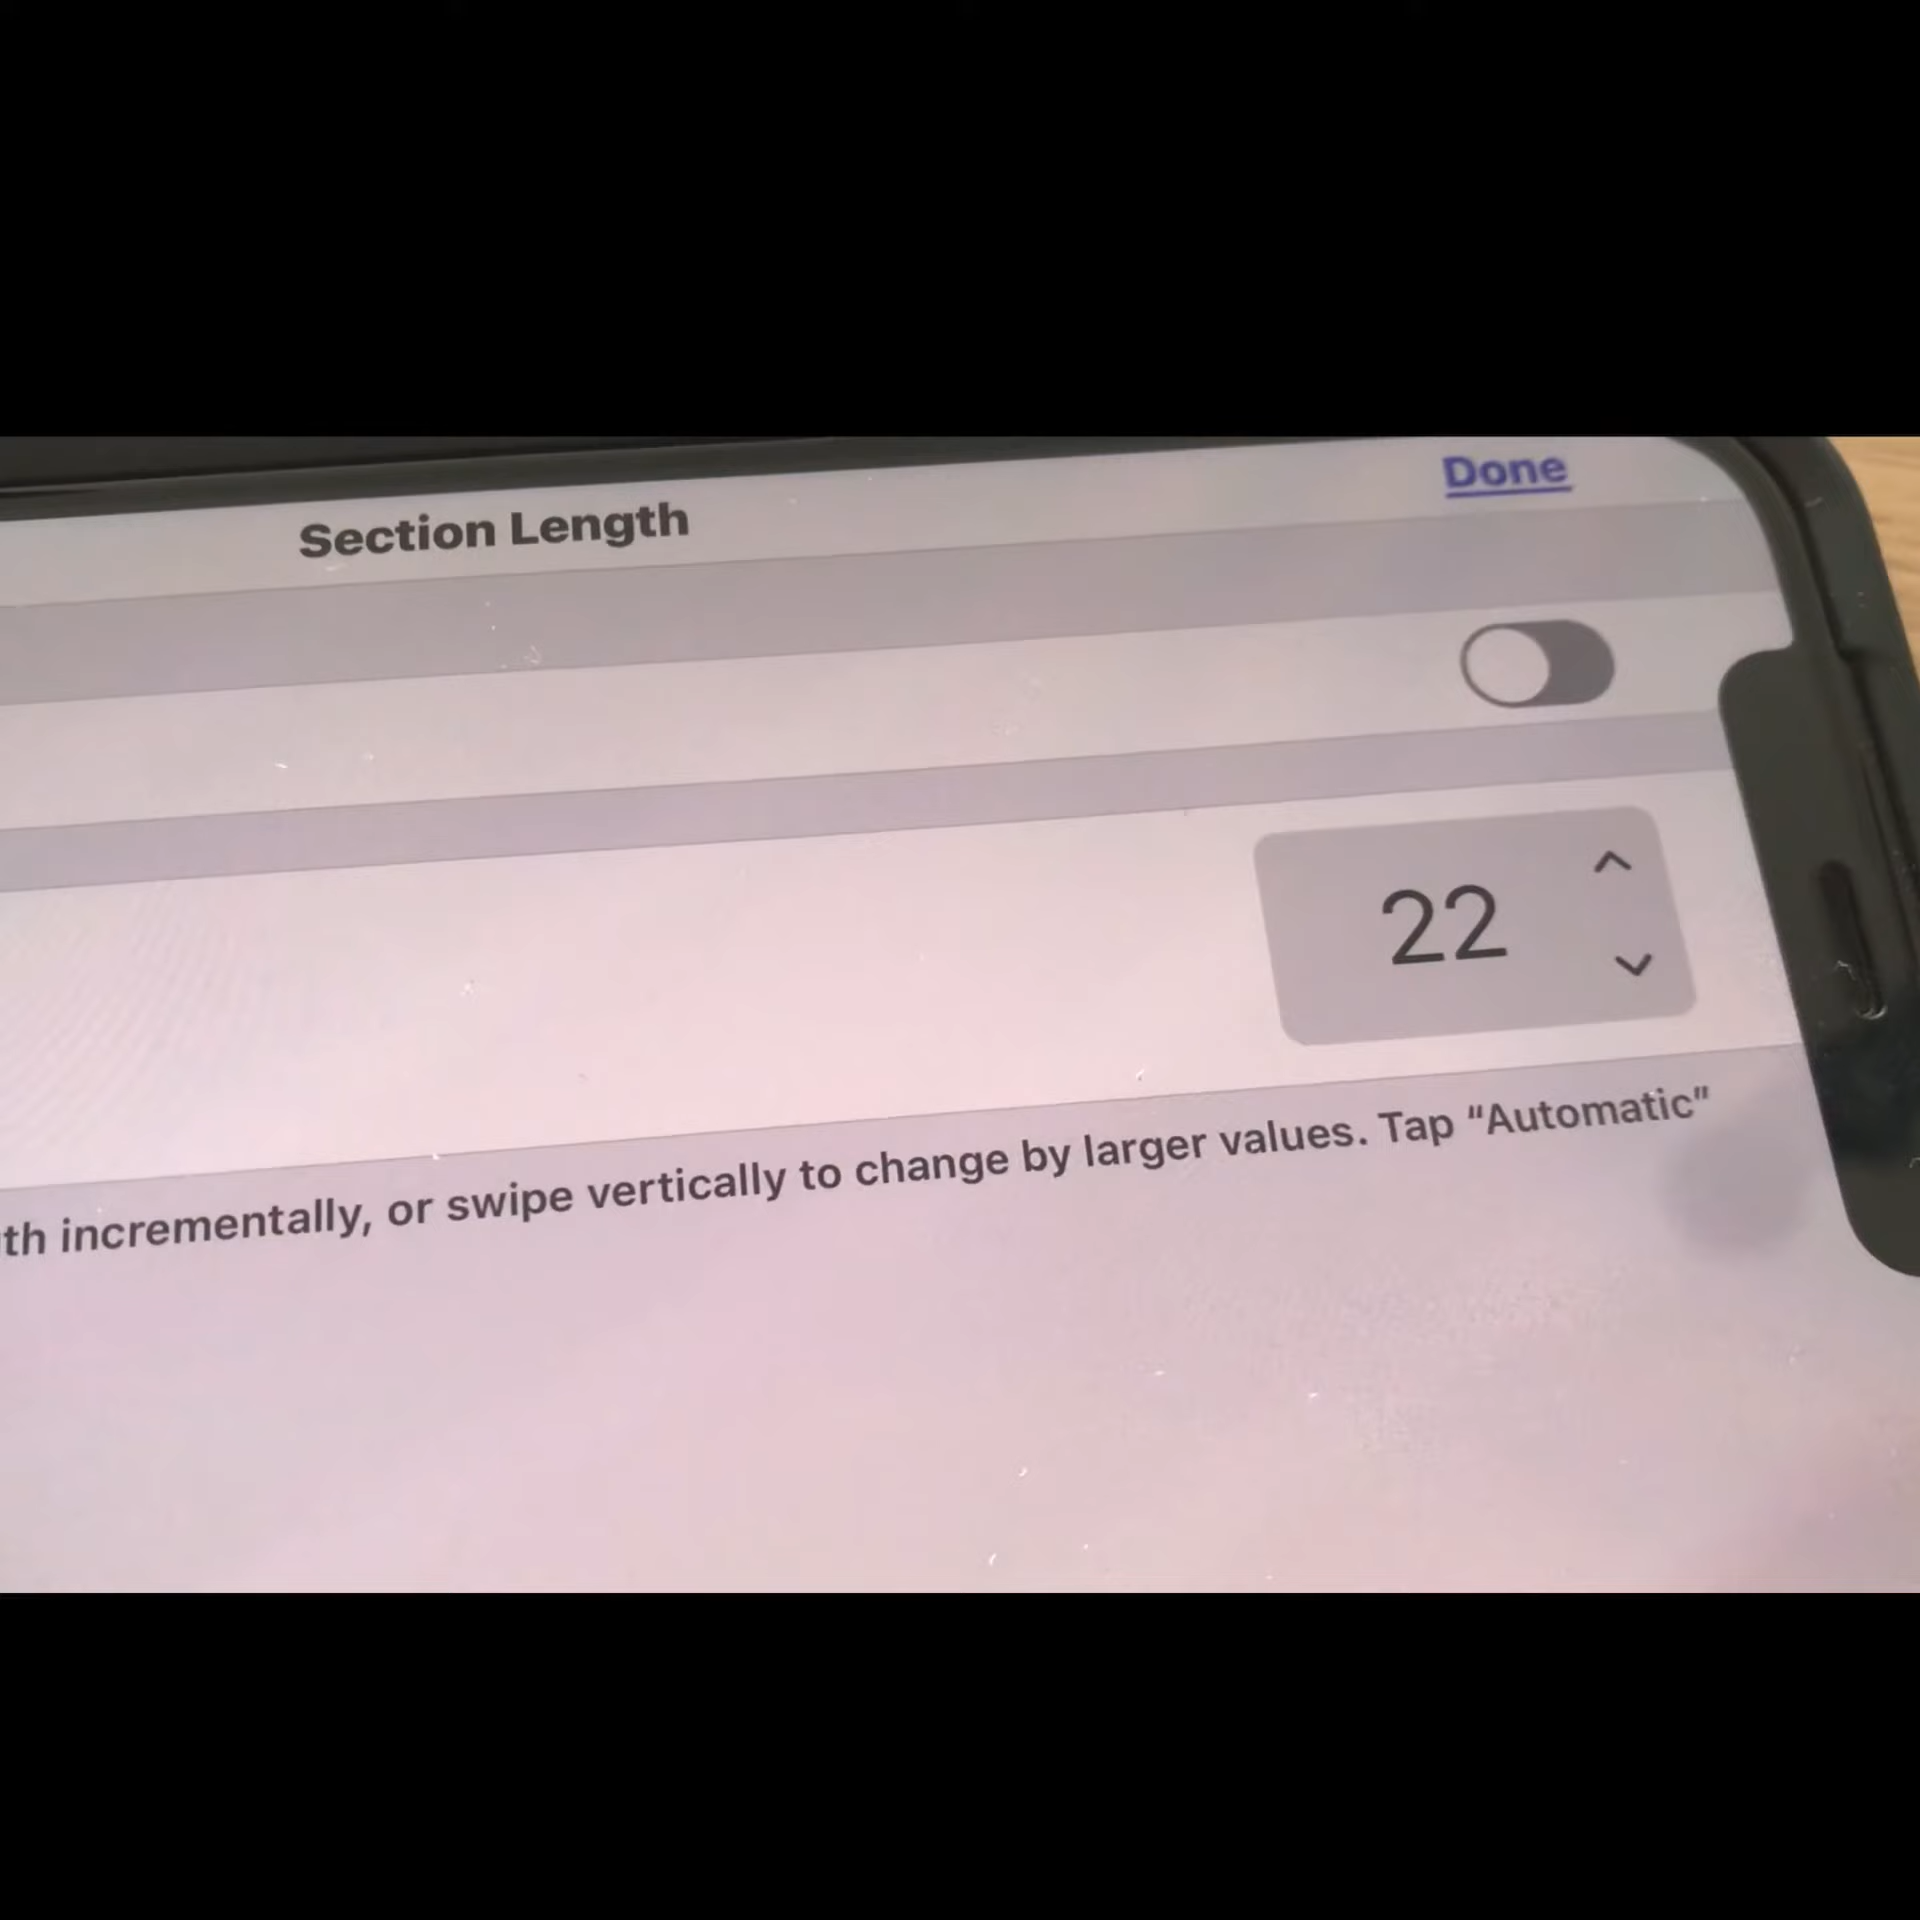 Section Length
Done
22
th incrementally, or swipe vertically to change by larger values. Tap “Automatic”